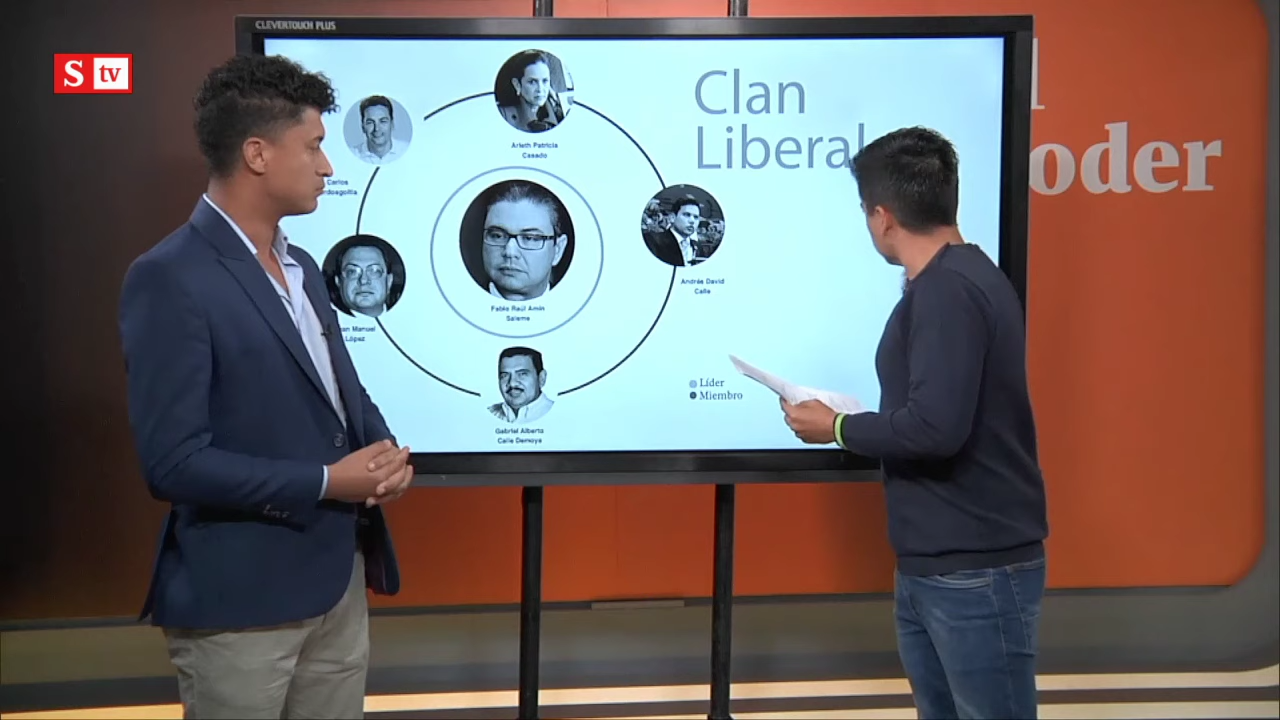 CLEVERTOUCH PLUS
S tv
Clan
Liberal
oder
Arleth Patricia
Casado
Carlos
Andrés David
Calle
Fabio Raúl Amín
Saleme
Manuel
López
Líder
Miembro
Gabriel Alberto
Calle Demoya